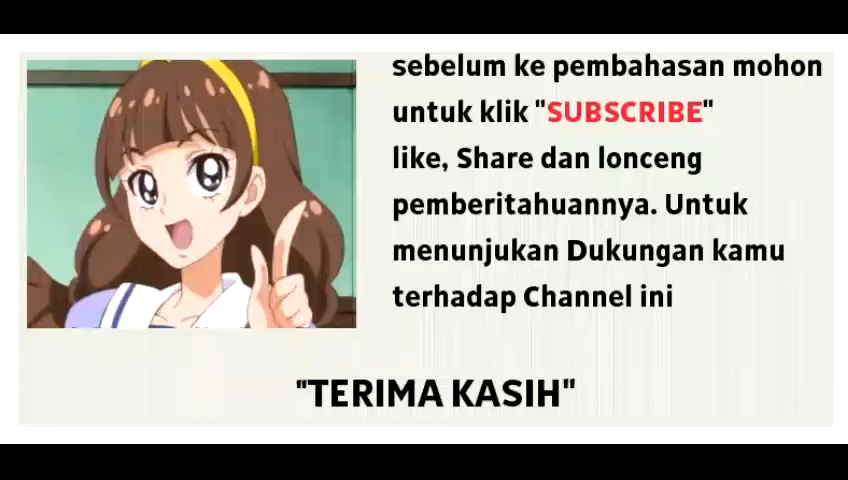 sebelum ke pembahasan mohon
untuk klik "SUBSCRIBE"
like, Share dan lonceng
pemberitahuannya. Untuk
menunjukan Dukungan kamu
terhadap Channel ini
"TERIMA KASIH"